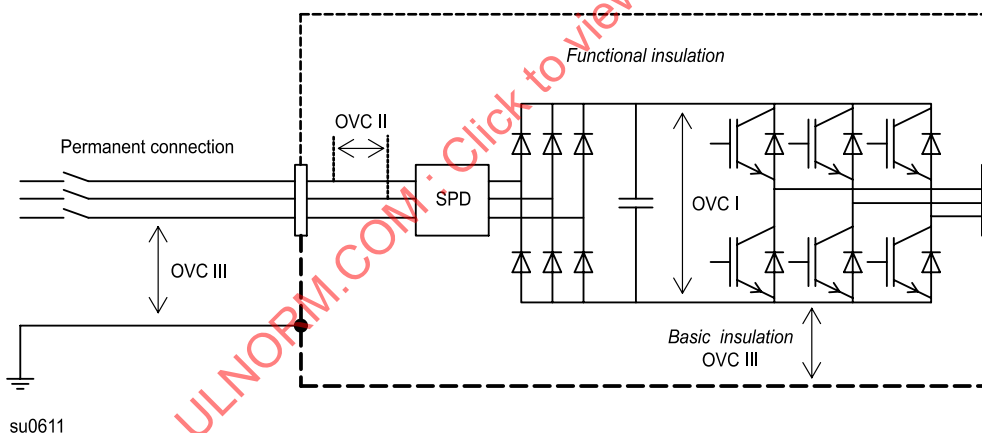 Functional insulation
OVC II
Permanent connection
SPD
OVC I
OVC III
Basic insulation
OVC III
su0611
ULNORM.COM : Click to view